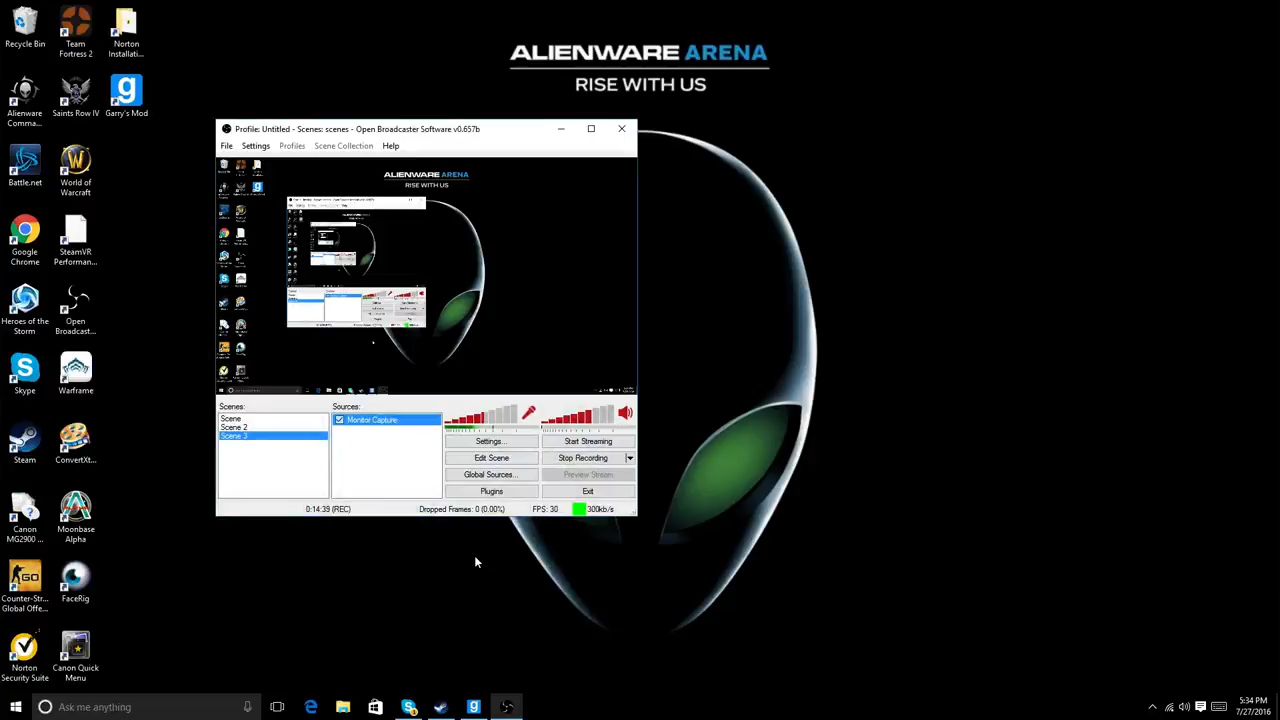 Recycle Bin
Team
Fortress 2
Norton
Installati...
ALIENWARE ARENA
RISE WITH US
Alienware
Comma...
Saints Row IV
Garry's Mod
Battle.net
World of
Warcraft
Google
Chrome
SteamVR
Performan...
Heroes of the
Storm
Open
Broadcast...
Skype
Warframe
Steam
ConvertXt...
Canon
MG2900 ...
Moonbase
Alpha
Counter-Str...
Global Offe...
FaceRig
Norton
Security Suite
Canon Quick
Menu
Profile: Untitled - Scenes: scenes - Open Broadcaster Software v0.657b
File Settings Profiles Scene Collection Help
ALIENWARE ARENA
RISE WITH US
Scenes:
Scene
Scene 2
Scene 3
Sources:
Monitor Capture
Settings...
Start Streaming
Edit Scene
Stop Recording
Global Sources...
Preview Stream
Plugins
Exit
0:14:39 (REC)
Dropped Frames: 0 (0.00%)
FPS: 30
300kb/s
Ask me anything
5:34 PM
7/27/2016